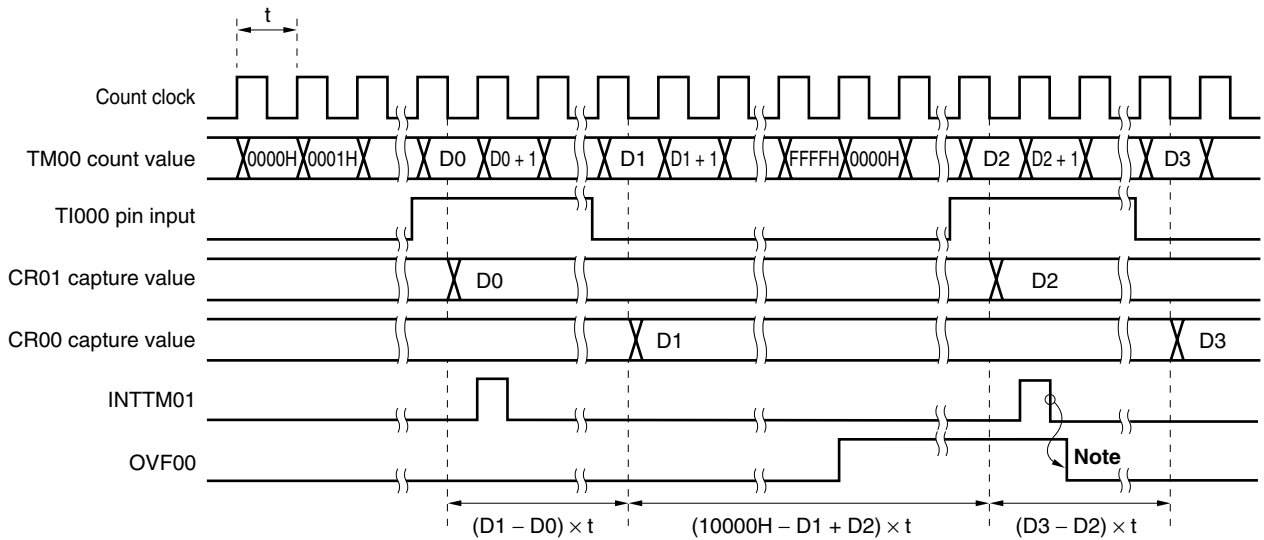 t
Count clock
TM00 count value 0000H 0001H D0 D0 + 1 D1 D1 + 1 FFFFH 0000H D2 D2 + 1 D3
TI000 pin input
CR01 capture value D0 D2
CR00 capture value D1 D3
INTTM01
OVF00 Note
(D1 − D0) × t (10000H − D1 + D2) × t (D3 − D2) × t